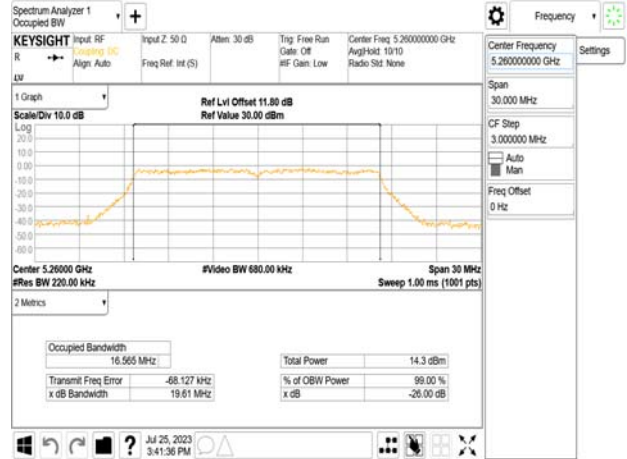 Spectrum Analyzer 1
Occupied BW
KEYSIGHT Input: RF Input Z: 50 Ω Atten: 30 dB Trig: Free Run Center Freq: 5.260000000 GHz
R Coupling: DC Gate: Off Avg|Hold: 10/10
Align: Auto Freq Ref: Int (S) #IF Gain: Low Radio Std: None
1 Graph
Ref Lvl Offset 11.80 dB
Scale/Div 10.0 dB Ref Value 30.00 dBm
Log
20.0
10.0
0.00
-10.0
-20.0
-30.0
-40.0
-50.0
-60.0
Center 5.26000 GHz #Video BW 680.00 kHz Span 30 MHz
#Res BW 220.00 kHz Sweep 1.00 ms (1001 pts)
2 Metrics
Occupied Bandwidth
16.565 MHz
Total Power 14.3 dBm
Transmit Freq Error -68.127 kHz % of OBW Power 99.00 %
x dB Bandwidth 19.61 MHz x dB -26.00 dB
? Jul 25, 2023
3:41:36 PM
Frequency
Center Frequency
5.260000000 GHz
Settings
Span
30.000 MHz
CF Step
3.000000 MHz
Auto
Man
Freq Offset
0 Hz